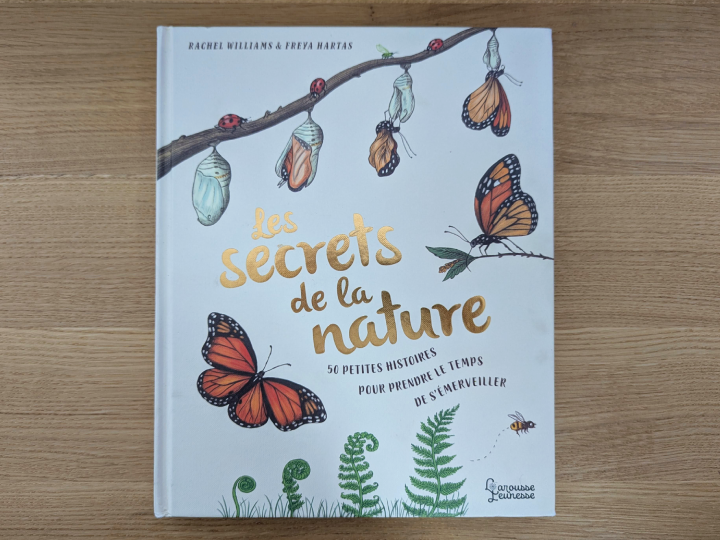 RACHEL WILLIAMS & FREYA HARTAS
Les
secrets
de la
nature
50 PETITES HISTOIRES
POUR PRENDRE LE TEMPS
DE S'ÉMERVEILLER
Larousse
Jeunesse